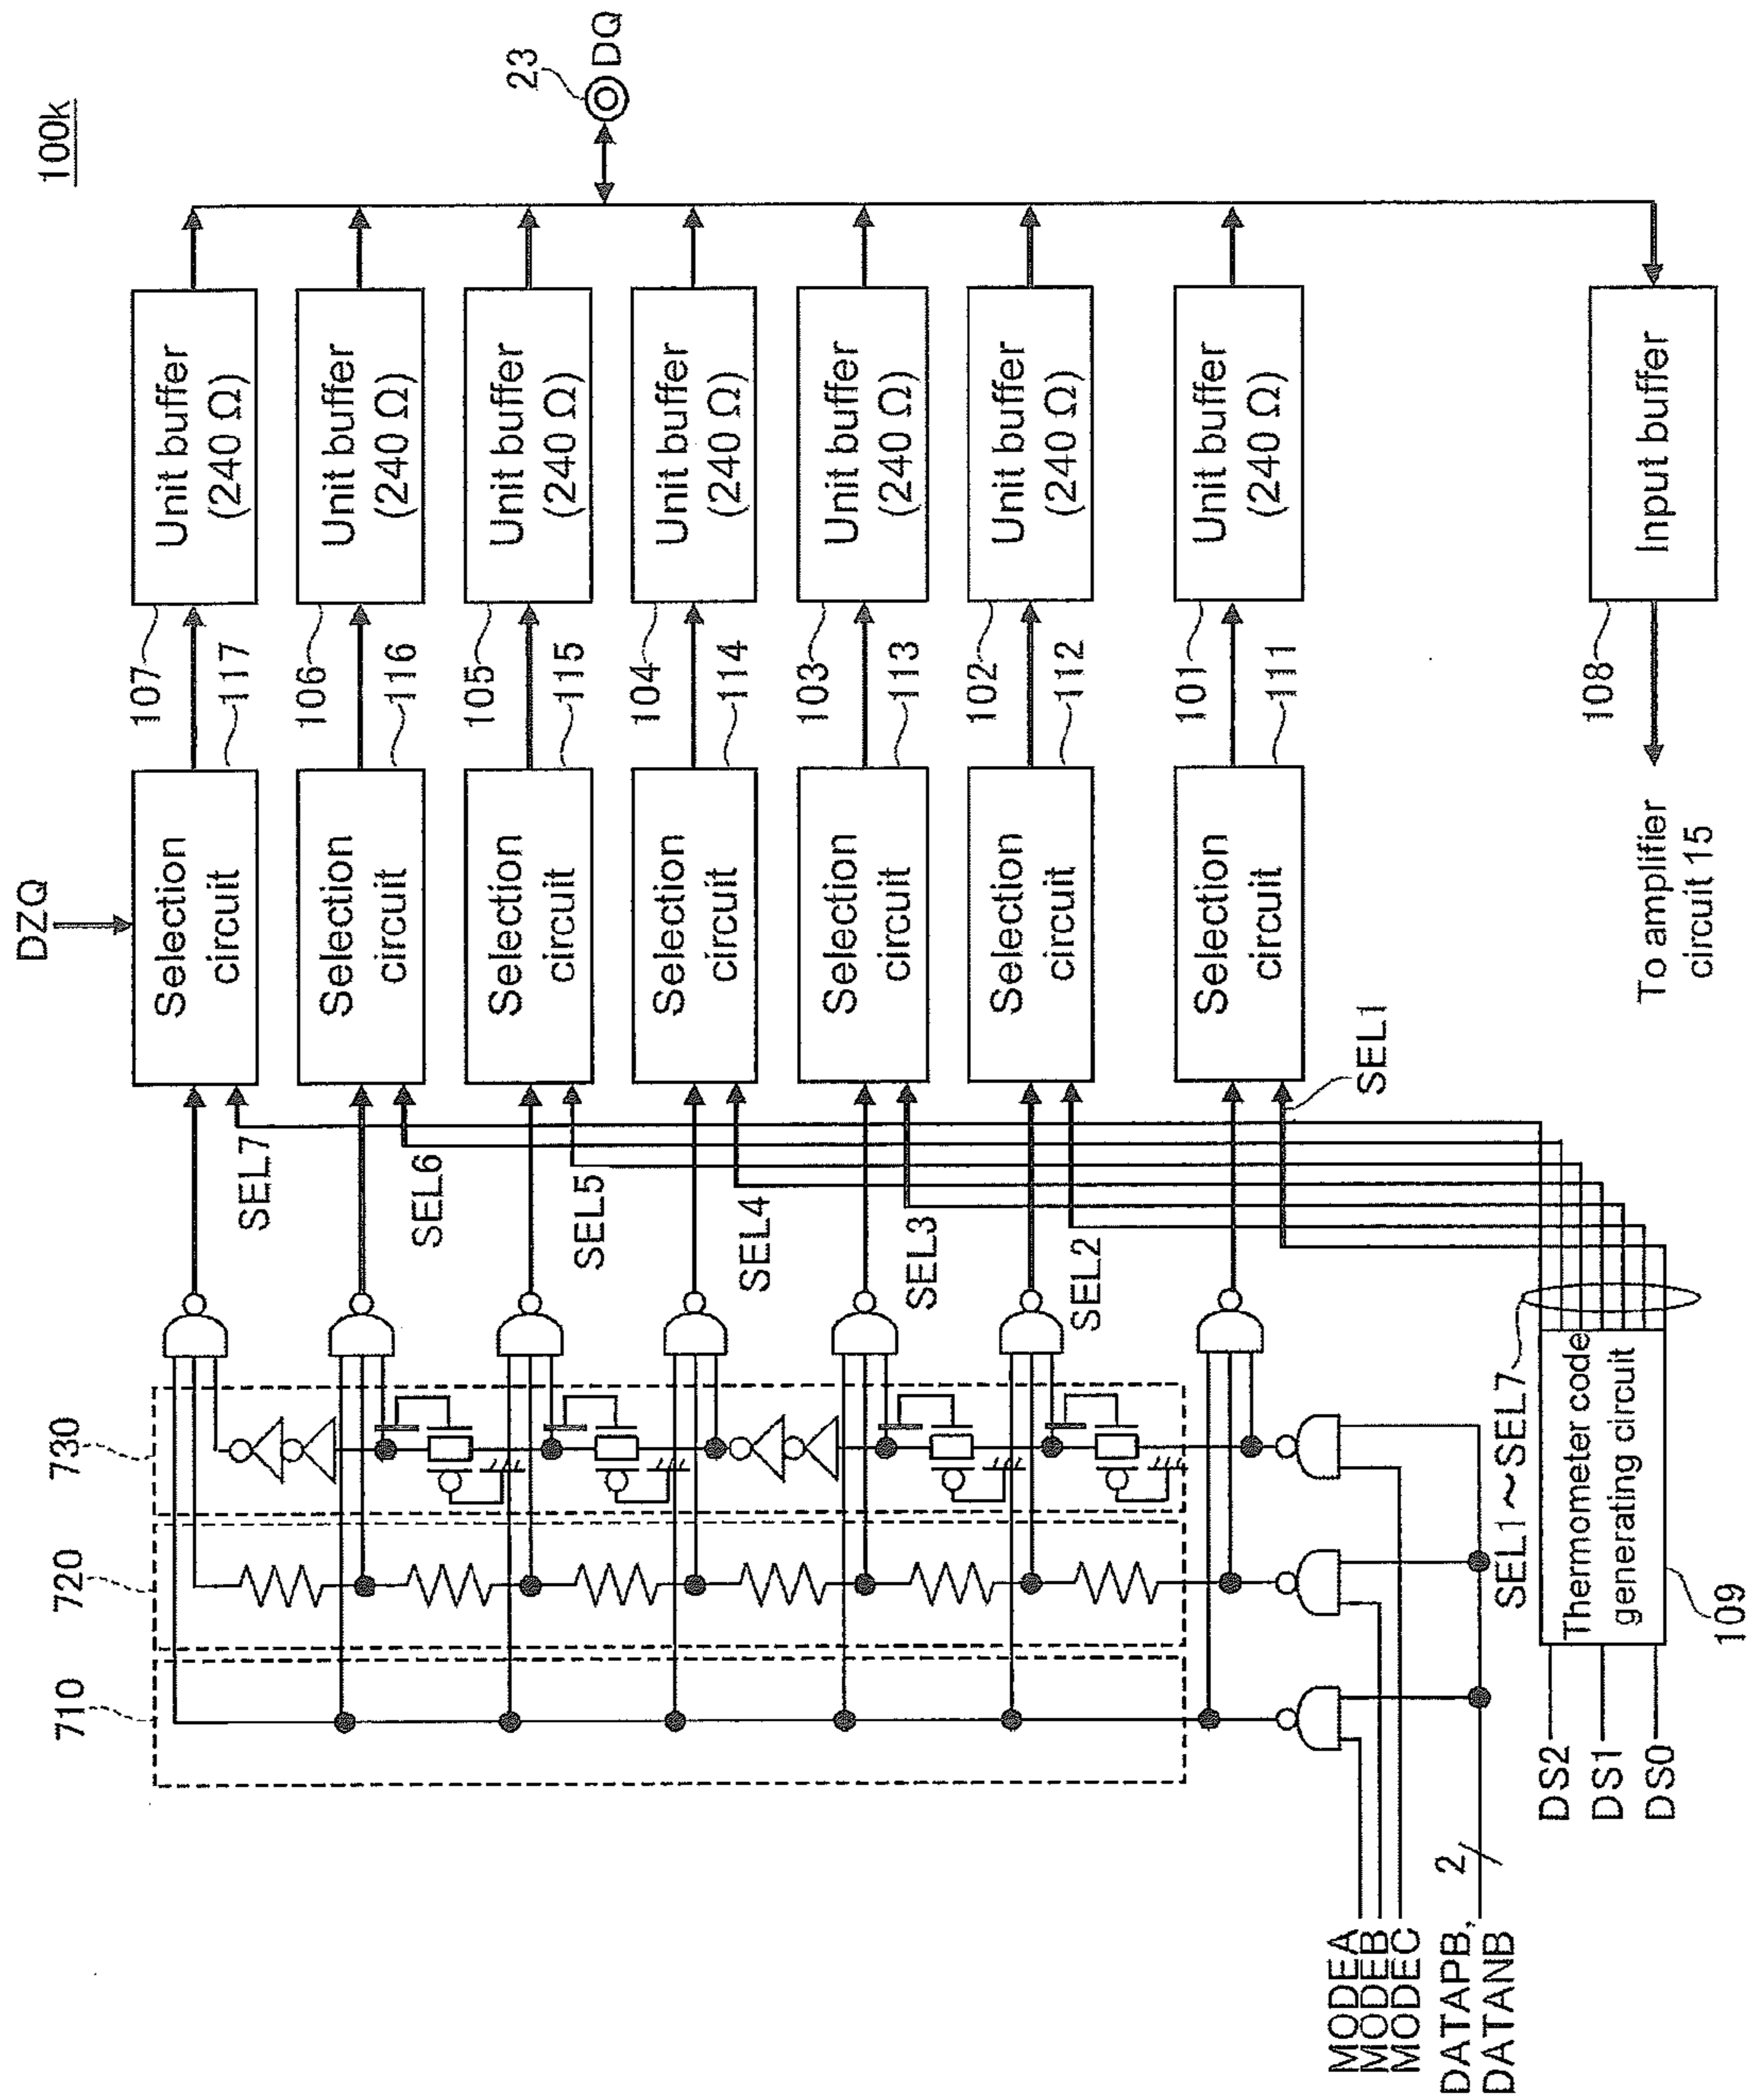 100k
23
DQ
DZQ
Unit buffer
(240 Ω)
107
Selection
circuit
117
SEL7
Unit buffer
(240 Ω)
106
Selection
circuit
116
SEL6
Unit buffer
(240 Ω)
105
Selection
circuit
115
SEL5
Unit buffer
(240 Ω)
104
Selection
circuit
114
SEL4
Unit buffer
(240 Ω)
103
Selection
circuit
113
SEL3
Unit buffer
(240 Ω)
102
Selection
circuit
112
SEL2
Unit buffer
(240 Ω)
101
Selection
circuit
111
SEL1
Input buffer
108
To amplifier
circuit 15
730
720
710
SEL1~SEL7
Thermometer code
generating circuit
109
DS2
DS1
DS0
2
MODEA
MODEB
MODEC
DATAPB,
DATANB